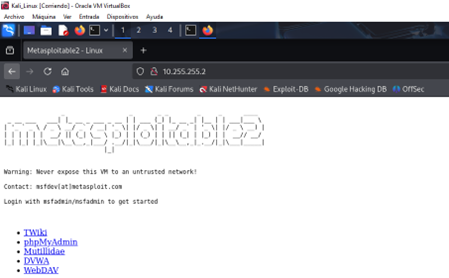 Kali_Linux [Corriendo] - Oracle VM VirtualBox
Archivo Máquina Ver Entrada Dispositivos Ayuda
1 2 3 4
Metasploitable2 - Linux
10.255.255.2
Kali Linux Kali Tools Kali Docs Kali Forums Kali NetHunter Exploit-DB Google Hacking DB OffSec
metasploitable2
Warning: Never expose this VM to an untrusted network!
Contact: msfdev[at]metasploit.com
Login with msfadmin/msfadmin to get started
TWiki
phpMyAdmin
Mutillidae
DVWA
WebDAV